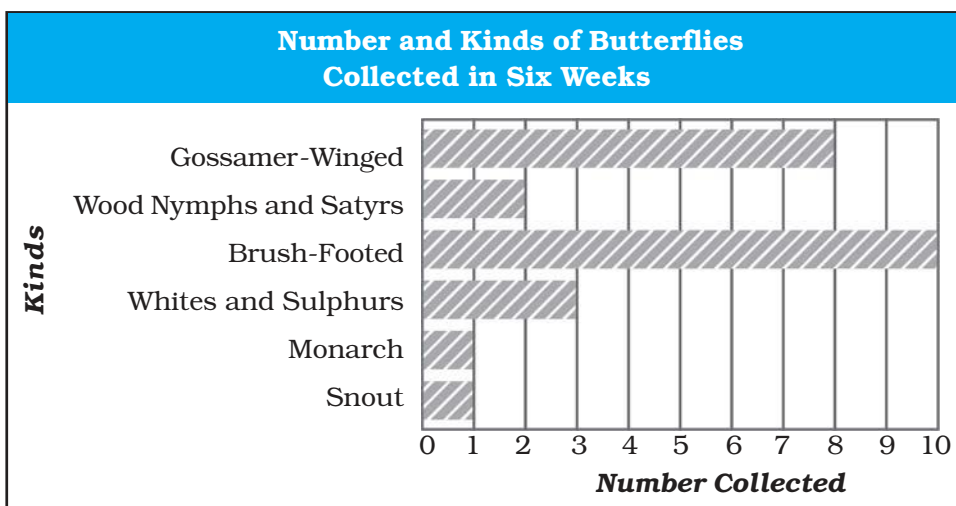 Number and Kinds of Butterflies
Collected in Six Weeks
Kinds
Gossamer-Winged
Wood Nymphs and Satyrs
Brush-Footed
Whites and Sulphurs
Monarch
Snout
0 1 2 3 4 5 6 7 8 9 10
Number Collected